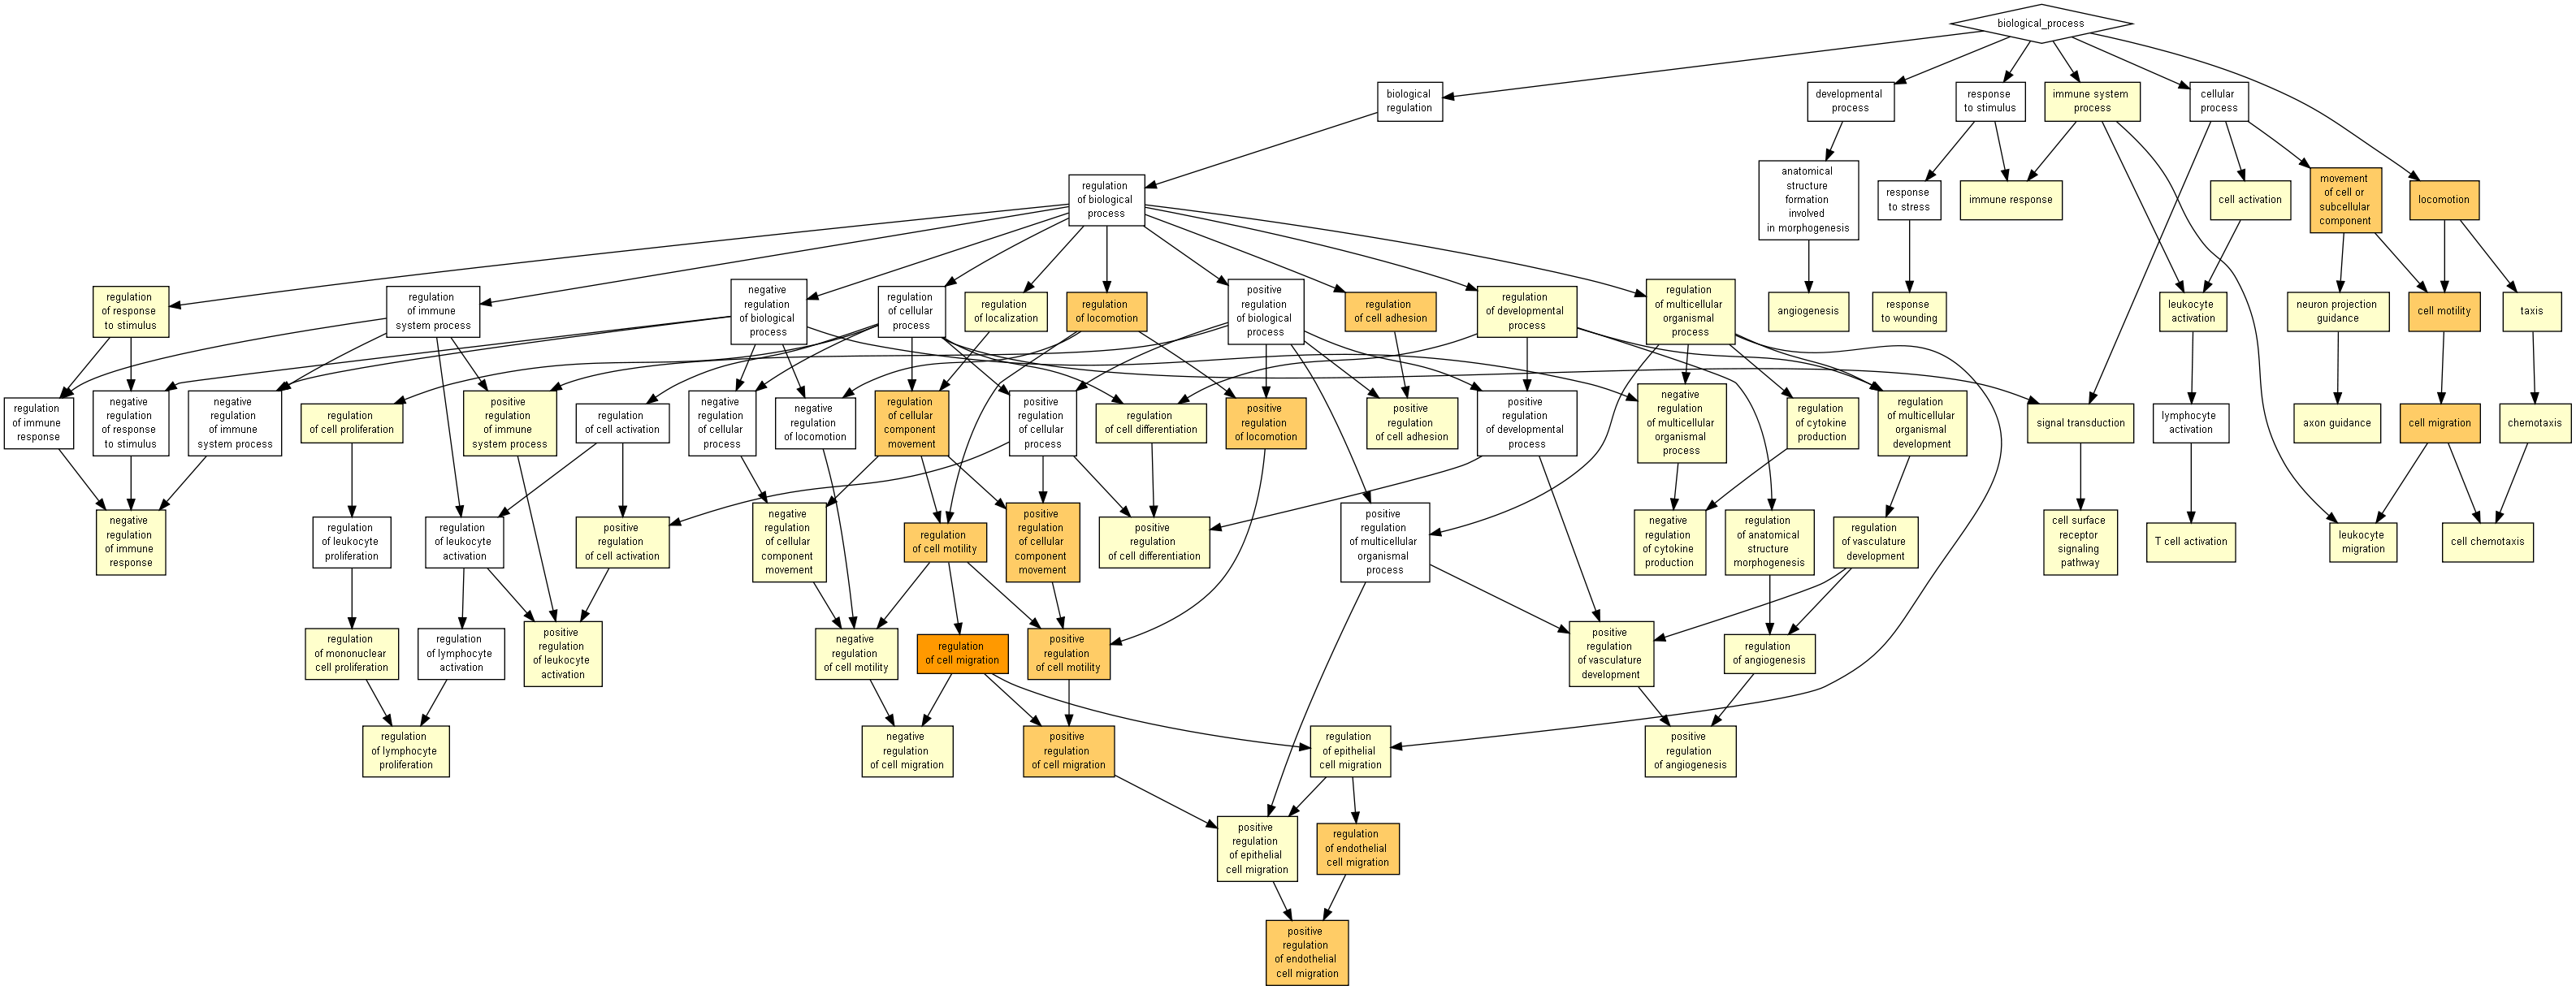 biological_process
biological
regulation
developmental
process
response
to stimulus
immune system
process
cellular
process
regulation
of biological
process
anatomical
structure
formation
involved
in morphogenesis
response
to stress
immune response
cell activation
movement
of cell or
subcellular
component
locomotion
regulation
of response
to stimulus
regulation
of immune
system process
negative
regulation
of biological
process
regulation
of cellular
process
regulation
of localization
regulation
of locomotion
positive
regulation
of biological
process
regulation
of cell adhesion
regulation
of developmental
process
regulation
of multicellular
organismal
process
angiogenesis
response
to wounding
leukocyte
activation
neuron projection
guidance
cell motility
taxis
regulation
of immune
response
negative
regulation
of response
to stimulus
negative
regulation
of immune
system process
regulation
of cell proliferation
positive
regulation
of immune
system process
regulation
of cell activation
negative
regulation
of cellular
process
negative
regulation
of locomotion
regulation
of cellular
component
movement
positive
regulation
of cellular
process
regulation
of cell differentiation
positive
regulation
of locomotion
positive
regulation
of cell adhesion
positive
regulation
of developmental
process
negative
regulation
of multicellular
organismal
process
regulation
of cytokine
production
regulation
of multicellular
organismal
development
signal transduction
lymphocyte
activation
axon guidance
cell migration
chemotaxis
negative
regulation
of immune
response
regulation
of leukocyte
proliferation
regulation
of leukocyte
activation
positive
regulation
of cell activation
negative
regulation
of cellular
component
movement
regulation
of cell motility
positive
regulation
of cellular
component
movement
positive
regulation
of cell differentiation
positive
regulation
of multicellular
organismal
process
negative
regulation
of cytokine
production
regulation
of anatomical
structure
morphogenesis
regulation
of vasculature
development
cell surface
receptor
signaling
pathway
T cell activation
leukocyte
migration
cell chemotaxis
regulation
of mononuclear
cell proliferation
regulation
of lymphocyte
activation
positive
regulation
of leukocyte
activation
negative
regulation
of cell motility
regulation
of cell migration
positive
regulation
of cell motility
positive
regulation
of vasculature
development
regulation
of angiogenesis
regulation
of lymphocyte
proliferation
negative
regulation
of cell migration
positive
regulation
of cell migration
regulation
of epithelial
cell migration
positive
regulation
of angiogenesis
positive
regulation
of epithelial
cell migration
regulation
of endothelial
cell migration
positive
regulation
of endothelial
cell migration